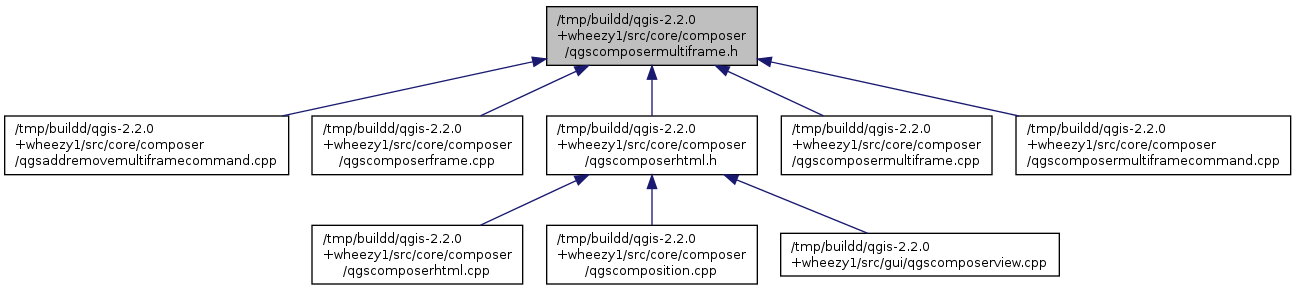 /tmp/buildd/qgis-2.2.0
+wheezy1/src/core/composer
/qgscomposermultiframe.h
/tmp/buildd/qgis-2.2.0
+wheezy1/src/core/composer
/qgsaddremovemultiframecommand.cpp
/tmp/buildd/qgis-2.2.0
+wheezy1/src/core/composer
/qgscomposerframe.cpp
/tmp/buildd/qgis-2.2.0
+wheezy1/src/core/composer
/qgscomposerhtml.h
/tmp/buildd/qgis-2.2.0
+wheezy1/src/core/composer
/qgscomposermultiframe.cpp
/tmp/buildd/qgis-2.2.0
+wheezy1/src/core/composer
/qgscomposermultiframecommand.cpp
/tmp/buildd/qgis-2.2.0
+wheezy1/src/core/composer
/qgscomposerhtml.cpp
/tmp/buildd/qgis-2.2.0
+wheezy1/src/core/composer
/qgscomposition.cpp
/tmp/buildd/qgis-2.2.0
+wheezy1/src/gui/qgscomposerview.cpp